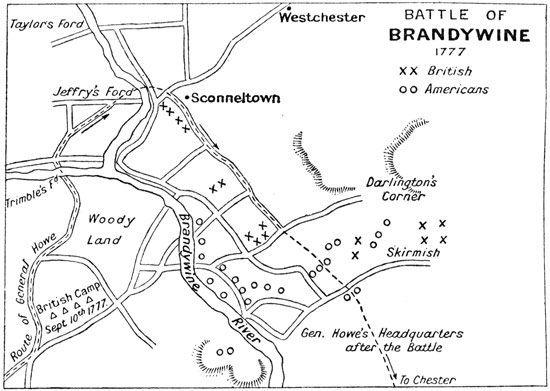 BATTLE OF
BRANDYWINE
1777
xx British
oo Americans
Taylors Ford
Westchester
Jeffry's Ford
Sconneltown
Trimble's Fd
Darlington's
Corner
Woody
Land
Brandywine
River
Skirmish
Route of General Howe
British Camp
Sept 10th 1777.
Gen. Howe's Headquarters
after the Battle
To Chester